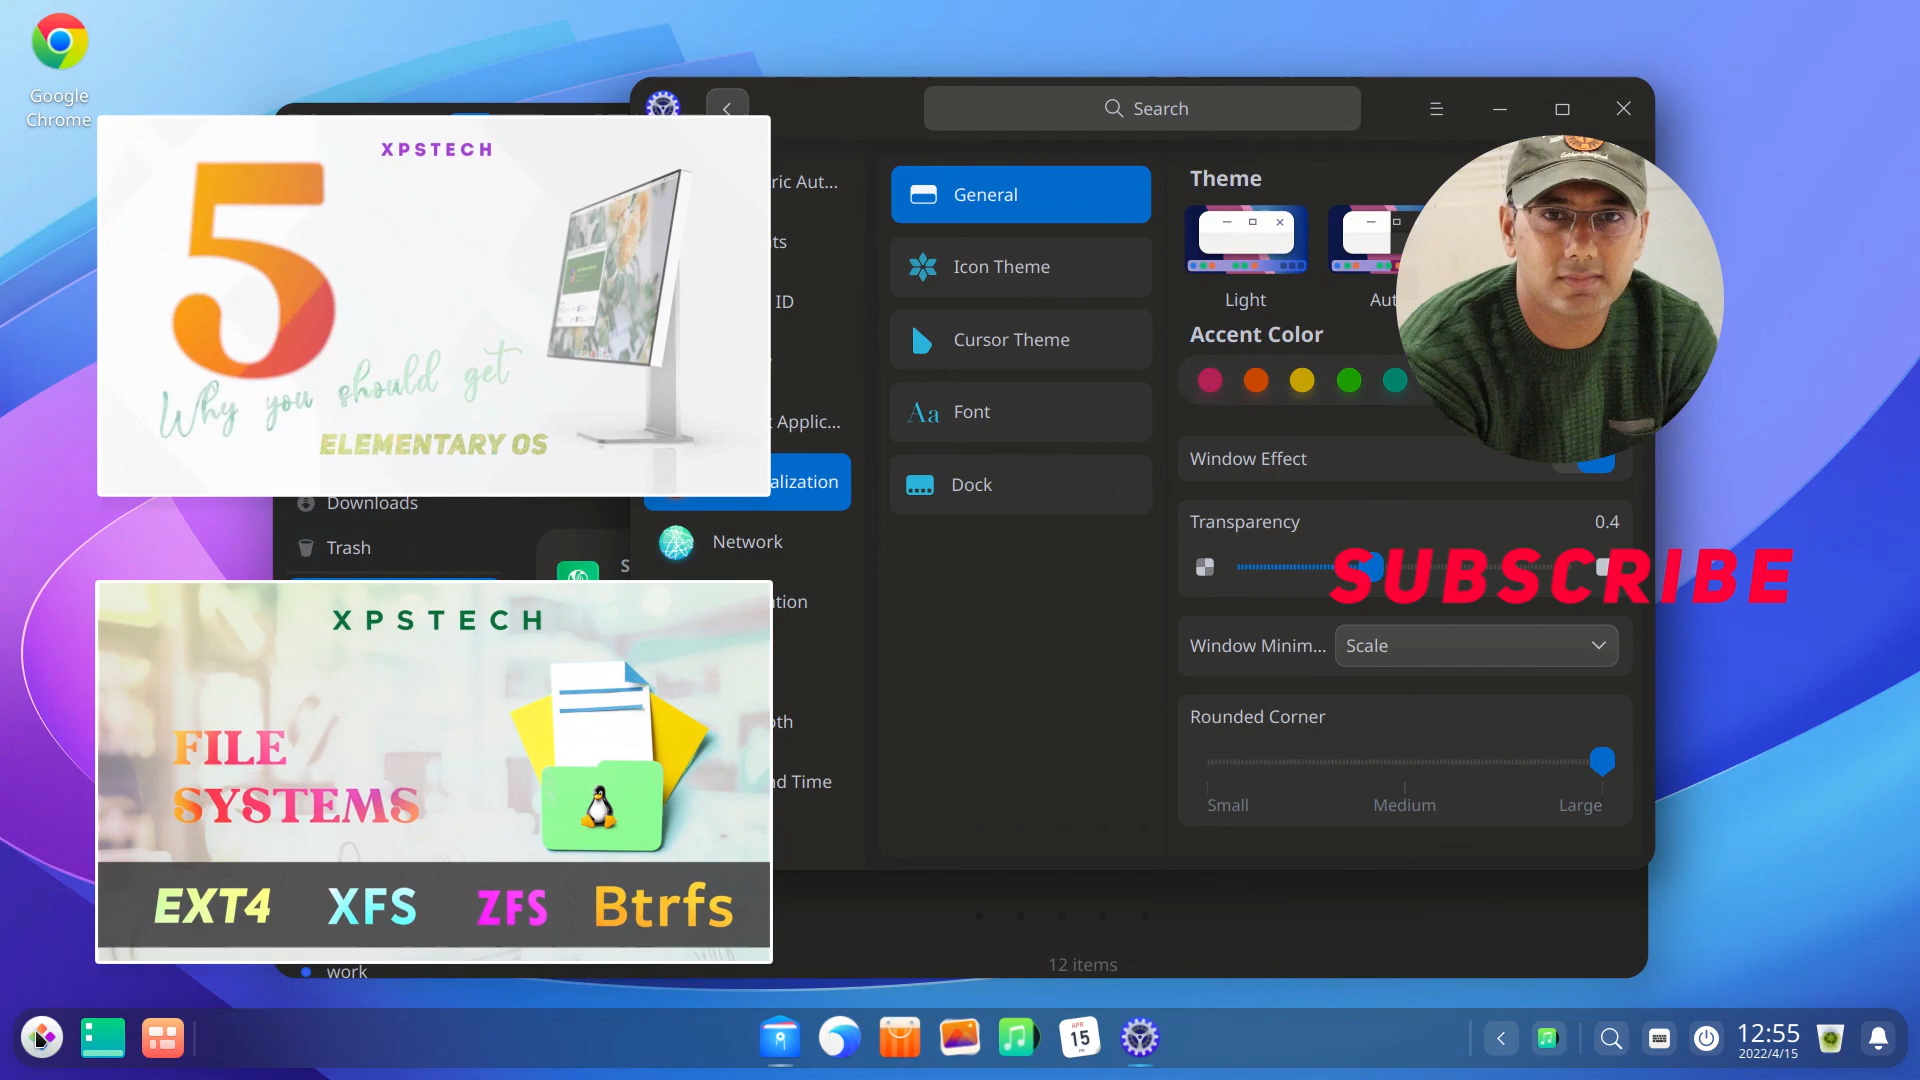 Google
Chrome
XPSTECH
5
Why you should get
ELEMENTARY OS
Downloads
Trash
XPSTECH
FILE
SYSTEMS
EXT4 XFS ZFS Btrfs
work
Search
ric Aut...
ts
ID
t Applic...
alization
Network
tion
th
nd Time
General
Icon Theme
Cursor Theme
Aa Font
Dock
Theme
Light
Aut
Accent Color
Window Effect
Transparency 0.4
SUBSCRIBE
Window Minim... Scale
Rounded Corner
Small Medium Large
S
12 items
APR
15
12:55
2022/4/15